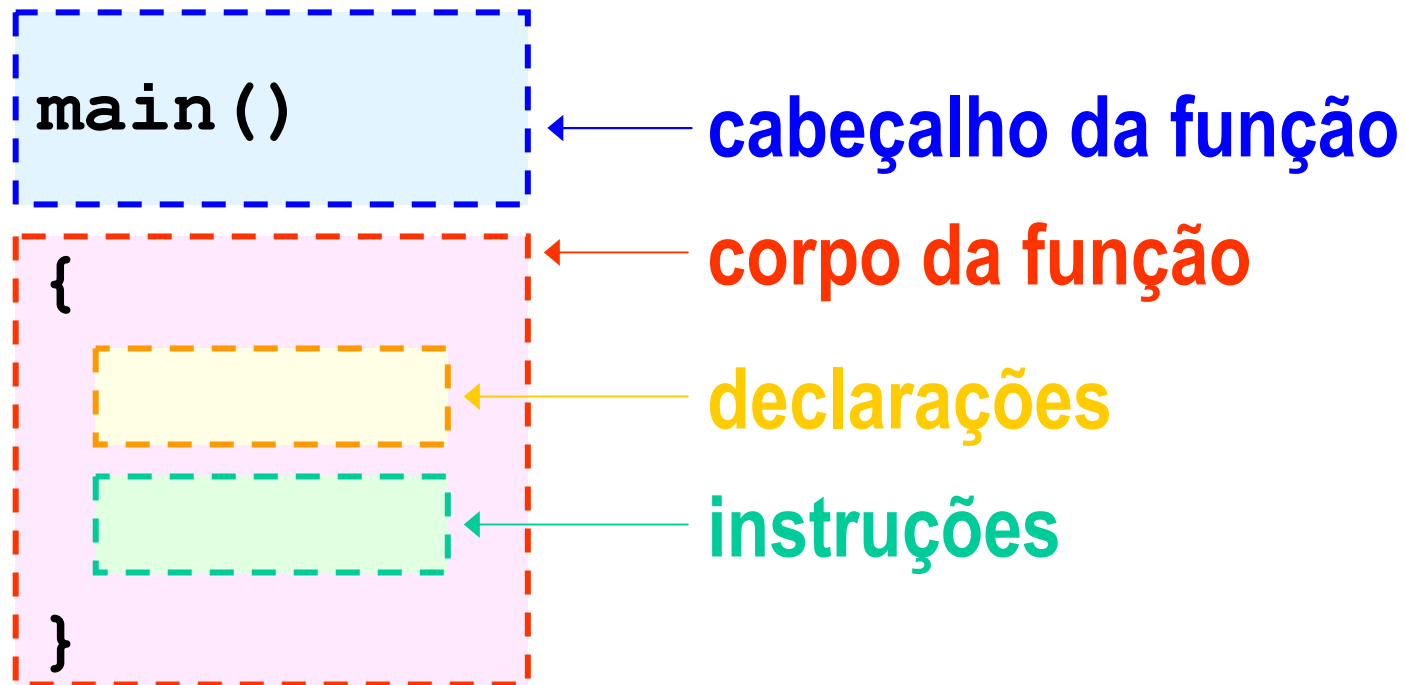 main()
cabeçalho da função
corpo da função
{
declarações
instruções
}